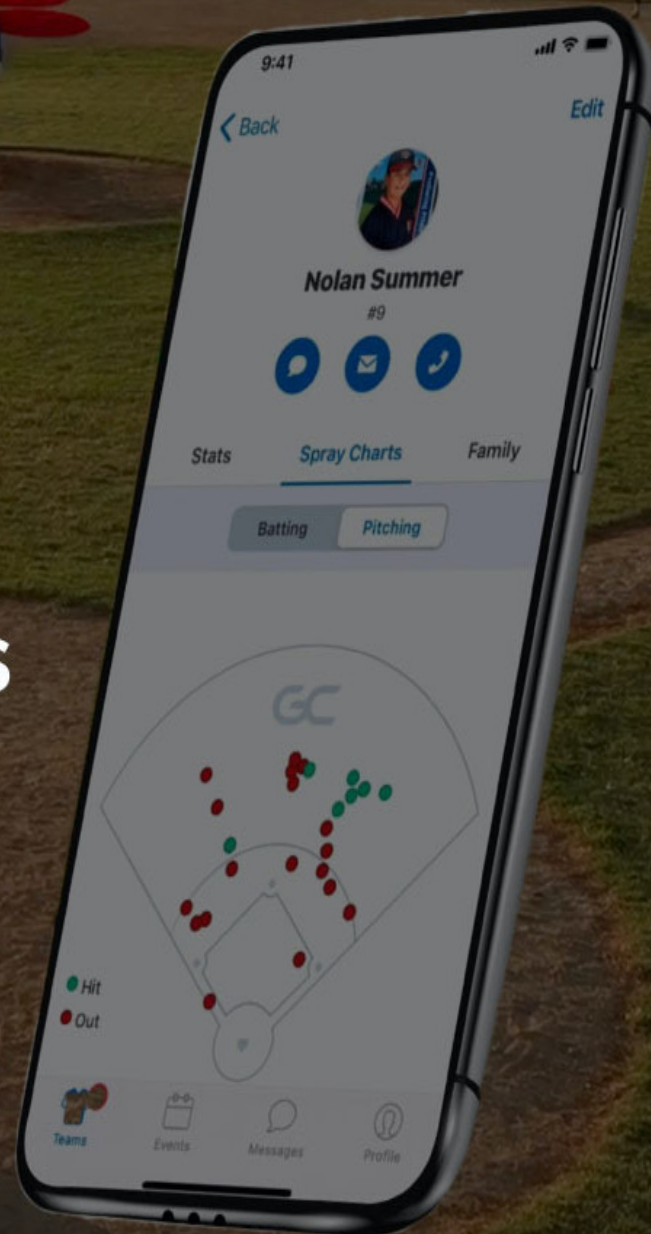 9:41
Back
Edit
Nolan Summer
#9
Stats Spray Charts Family
Batting Pitching
s
GC
Hit
Out
Teams Events Messages Profile